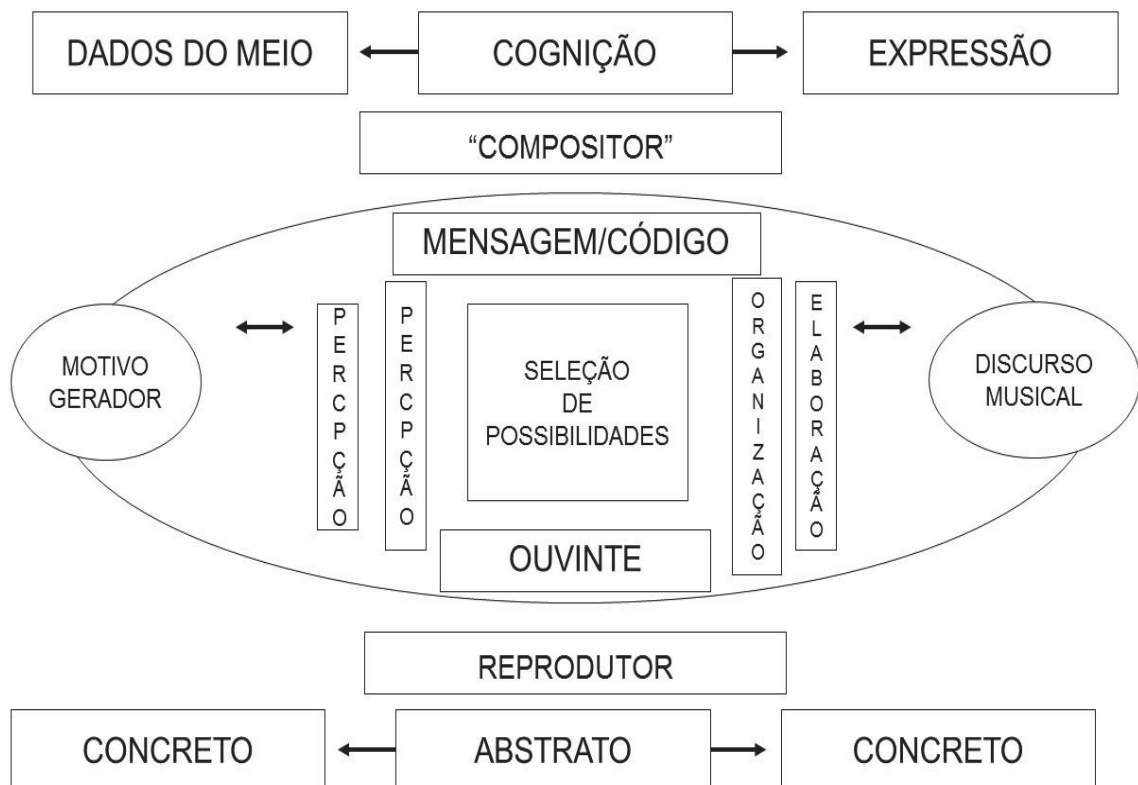 DADOS DO MEIO
COGNIÇÃO
EXPRESSÃO
“COMPOSITOR”
MENSAGEM/CÓDIGO
MOTIVO
GERADOR
PERCPÇÃO
PERCPÇÃO
SELEÇÃO
DE
POSSIBILIDADES
ORGANIZAÇÃO
ELABORAÇÃO
DISCURSO
MUSICAL
OUVINTE
REPRODUTOR
CONCRETO
ABSTRATO
CONCRETO